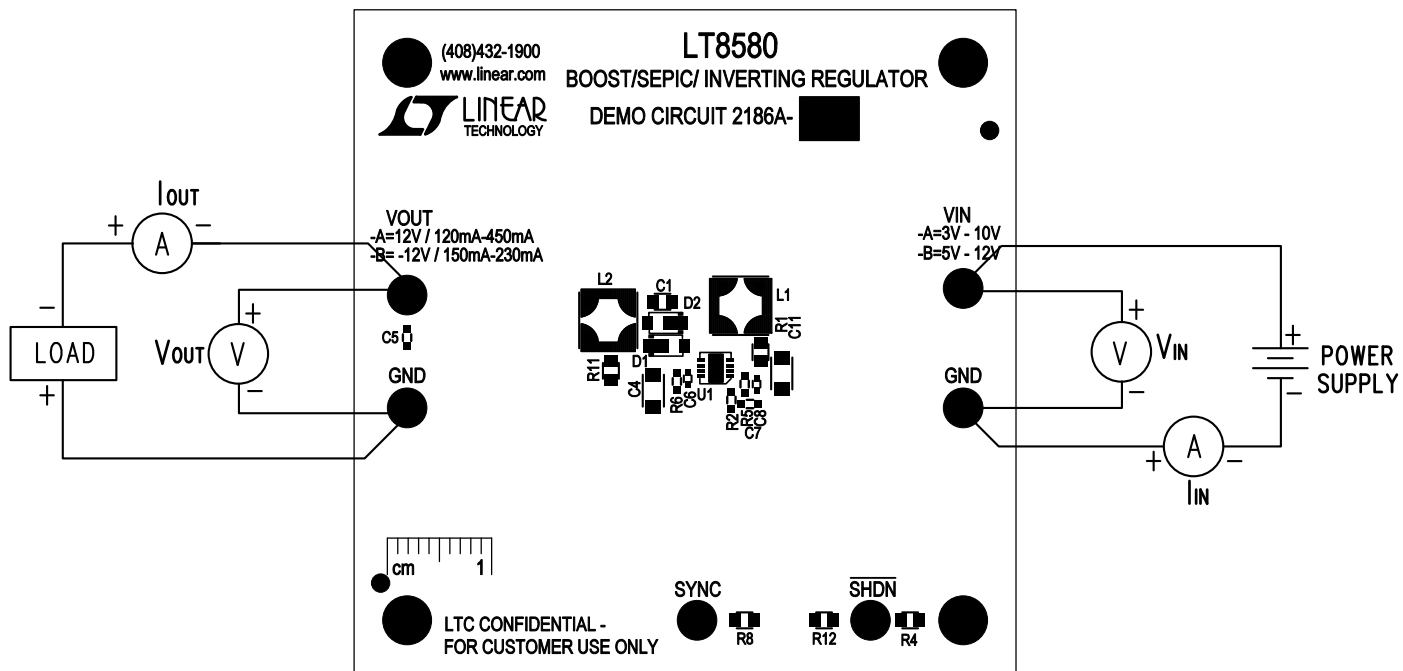 (408)432-1900
www.linear.com
LINEAR
TECHNOLOGY
LT8580
BOOST/SEPIC/ INVERTING REGULATOR
DEMO CIRCUIT 2186A-
IOUT
+ A -
VOUT
-A=12V / 120mA-450mA
-B= -12V / 150mA-230mA
VIN
-A=3V - 10V
-B=5V - 12V
L2
C1
D2
L1
R1
C11
-
LOAD
+
+
VOUT V
-
C5
GND
D1
R11
C4
R6
C6
U1
R2
R5
C8
C7
GND
+
V VIN
-
+
POWER
SUPPLY
-
+ A -
IIN
cm 1
SYNC
SHDN
LTC CONFIDENTIAL -
FOR CUSTOMER USE ONLY
R8
R12
R4